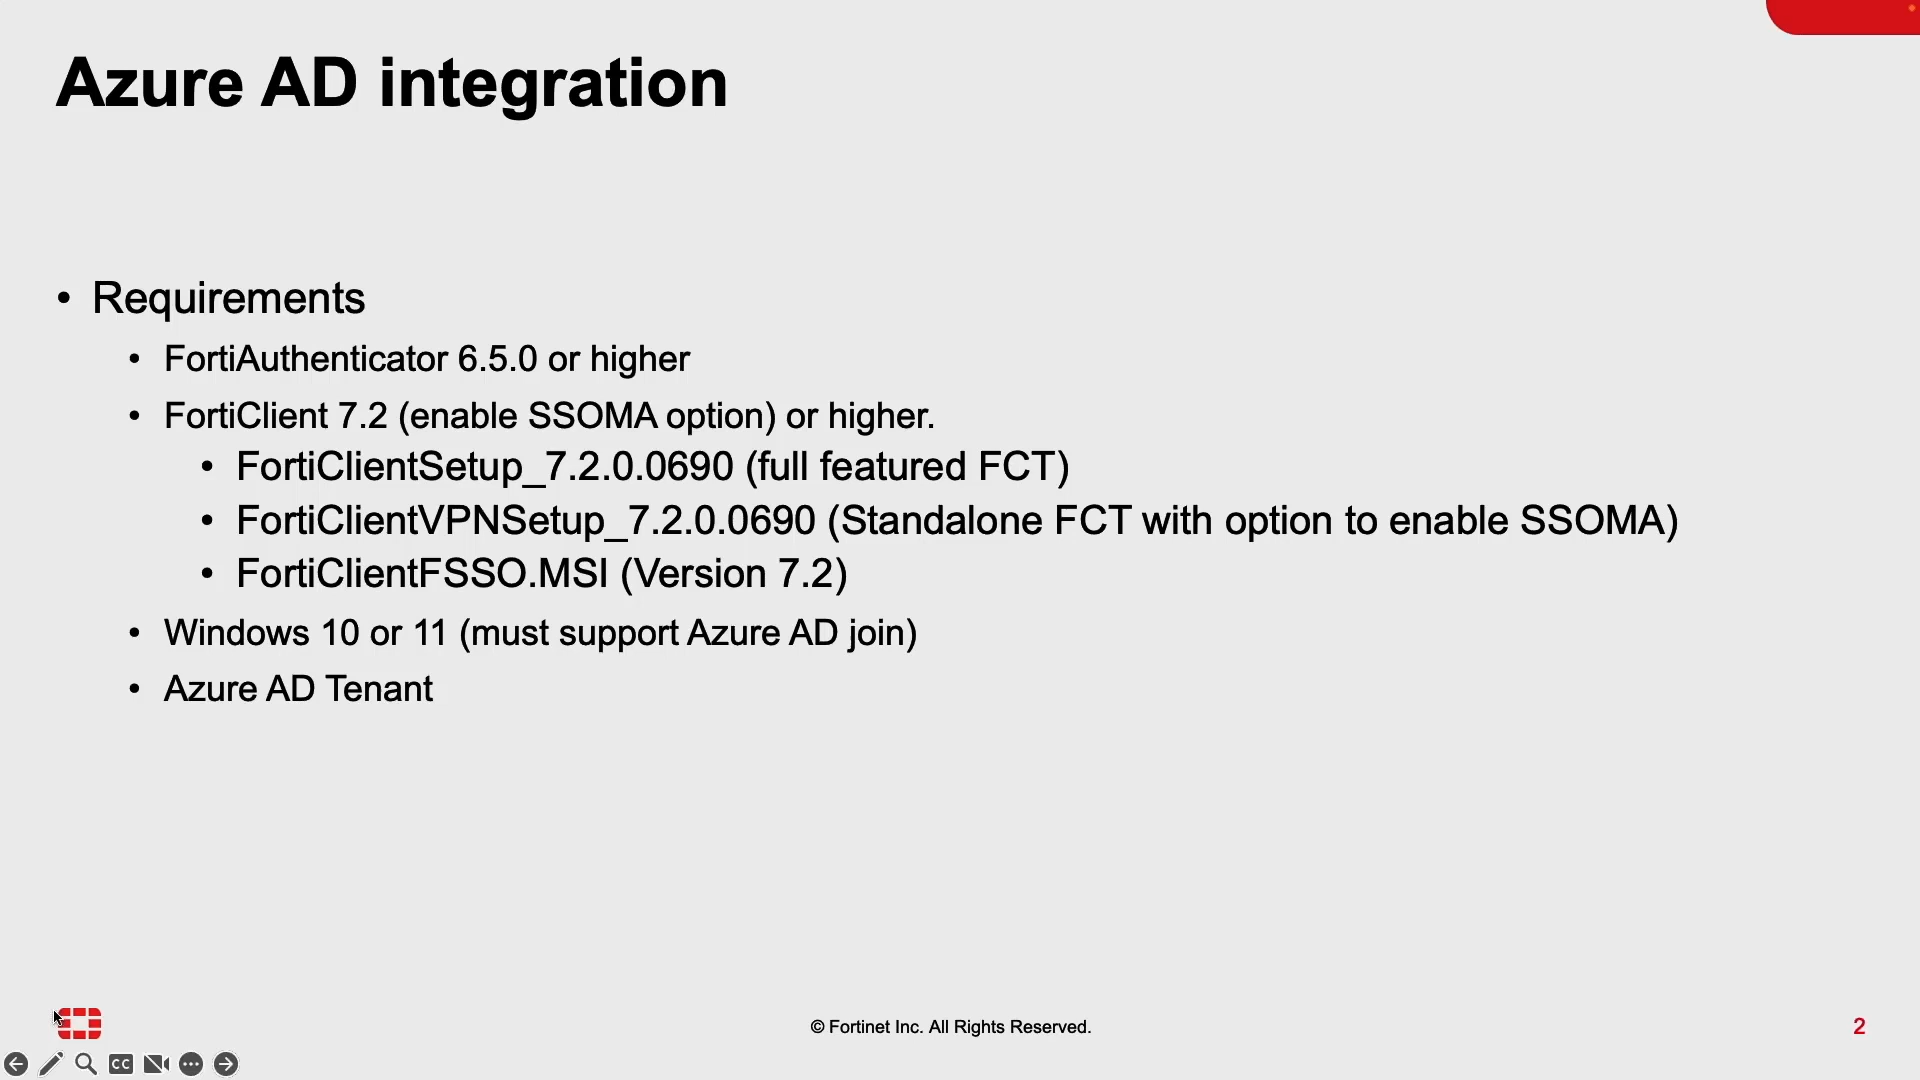 Azure AD integration
• Requirements
• FortiAuthenticator 6.5.0 or higher
• FortiClient 7.2 (enable SSOMA option) or higher.
• FortiClientSetup_7.2.0.0690 (full featured FCT)
• FortiClientVPNSetup_7.2.0.0690 (Standalone FCT with option to enable SSOMA)
• FortiClientFSSO.MSI (Version 7.2)
• Windows 10 or 11 (must support Azure AD join)
• Azure AD Tenant
© Fortinet Inc. All Rights Reserved.
2
CC